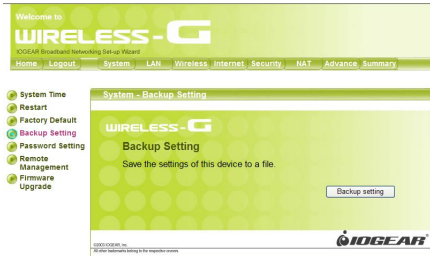 Welcome to
WIRELESS-G
IOGEAR Broadband Networking Set-up Wizard
Home Logout System LAN Wireless Internet Security NAT Advance Summary
System Time
Restart
Factory Default
Backup Setting
Password Setting
Remote
Management
Firmware
Upgrade
System - Backup Setting
WIRELESS-G
Backup Setting
Save the settings of this device to a file.
Backup setting
©2003 IOGEAR, Inc.
All other trademarks belong to the respective owners
IOGEAR®